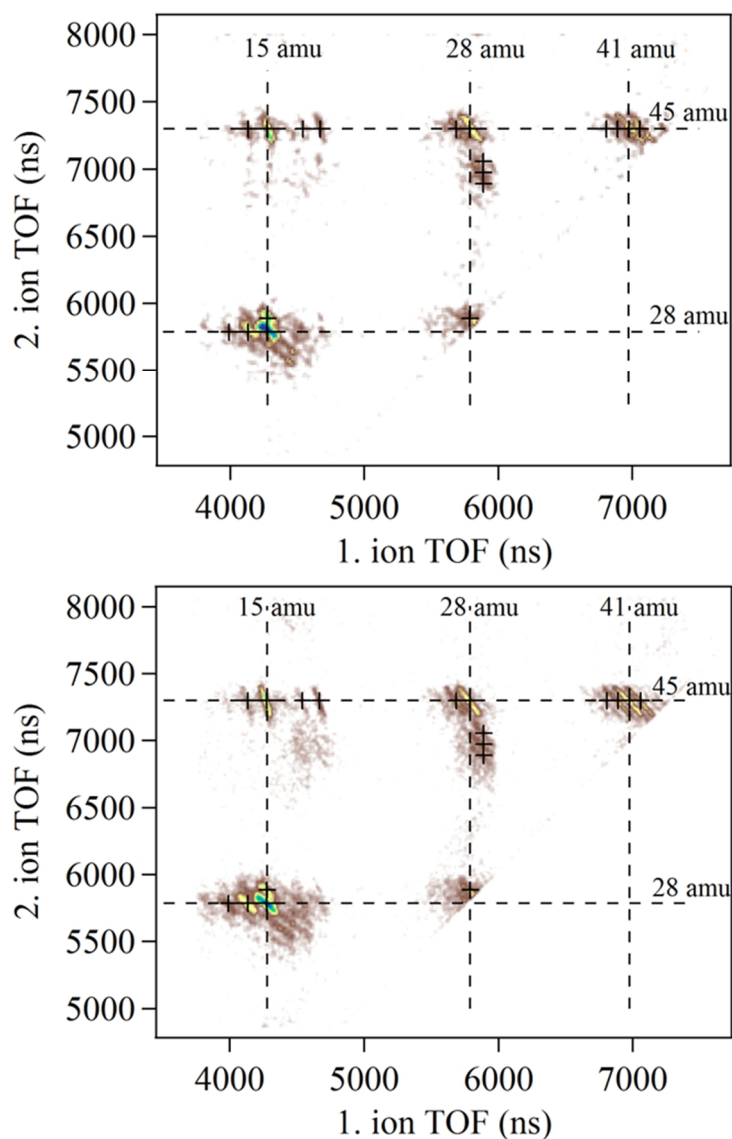 8000
15 amu 28 amu 41 amu
7500
45 amu
7000
6500
6000
28 amu
5500
5000
4000 5000 6000 7000
1. ion TOF (ns)
2. ion TOF (ns)
8000
15 amu 28 amu 41 amu
7500
45 amu
7000
6500
6000
28 amu
5500
5000
4000 5000 6000 7000
1. ion TOF (ns)
2. ion TOF (ns)